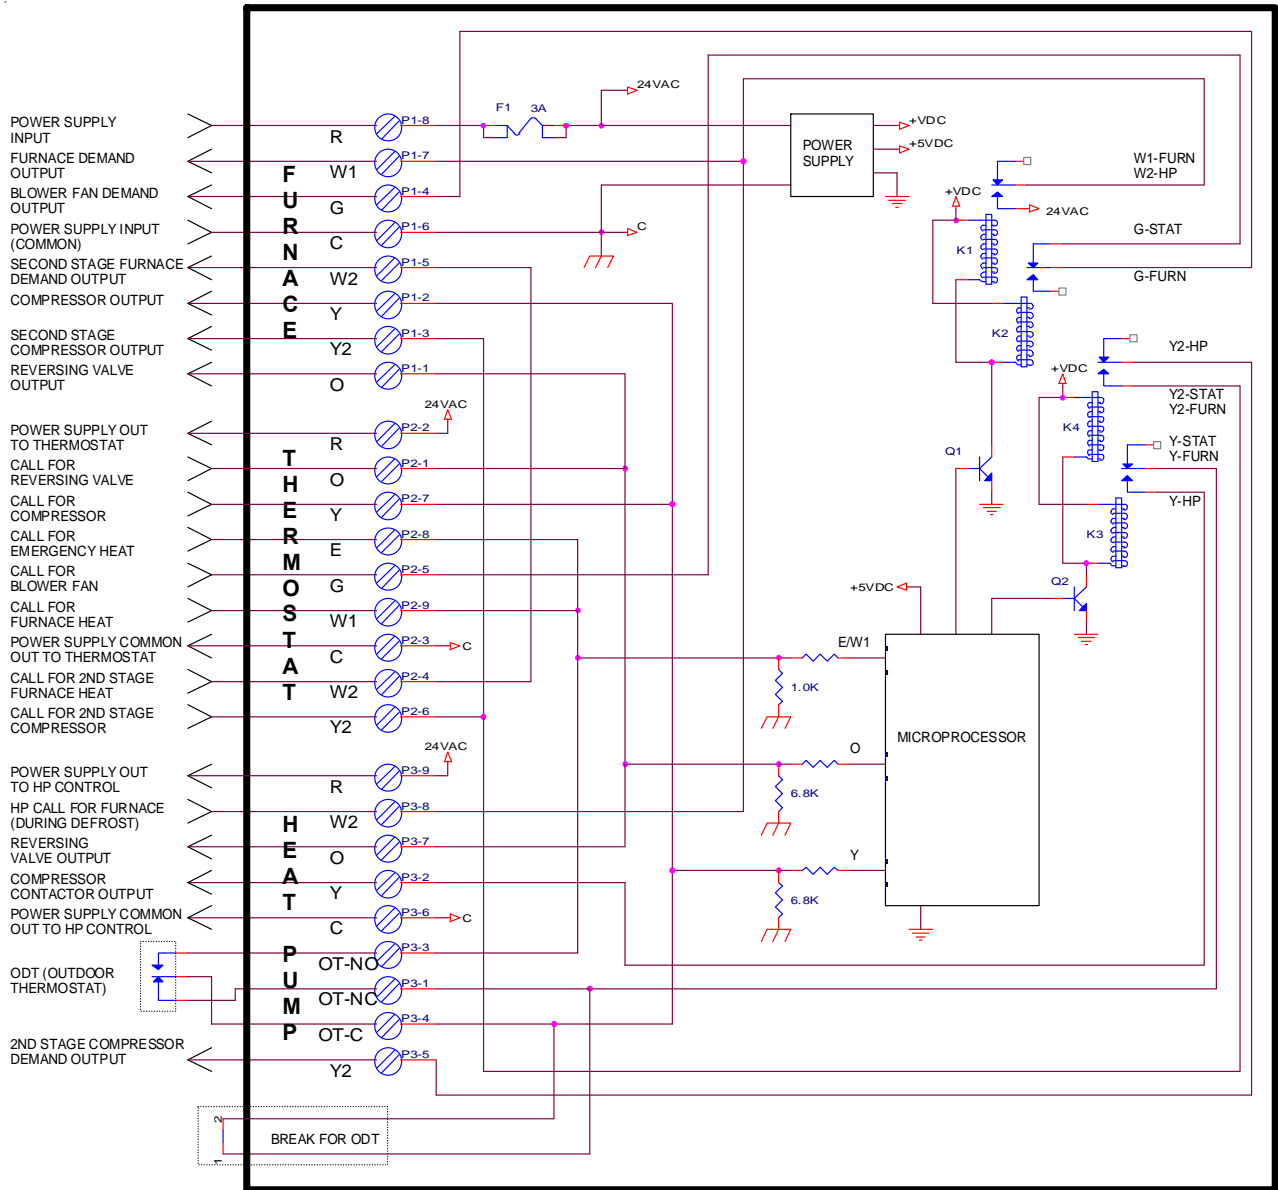 24VAC
F1 3A
POWER SUPPLY
INPUT
R
P1-8
+VDC
POWER
SUPPLY
+5VDC
FURNACE DEMAND
OUTPUT
W1
P1-7
W1-FURN
W2-HP
BLOWER FAN DEMAND
OUTPUT
G
P1-4
+VDC
24VAC
POWER SUPPLY INPUT
(COMMON)
C
P1-6
C
K1
G-STAT
SECOND STAGE FURNACE
DEMAND OUTPUT
W2
P1-5
G-FURN
COMPRESSOR OUTPUT
Y
P1-2
SECOND STAGE
COMPRESSOR OUTPUT
Y2
P1-3
K2
Y2-HP
REVERSING VALVE
OUTPUT
O
P1-1
+VDC
FURNACE
Y2-STAT
Y2-FURN
24VAC
POWER SUPPLY OUT
TO THERMOSTAT
R
P2-2
K4
Y-STAT
Y-FURN
CALL FOR
REVERSING VALVE
O
P2-1
Q1
CALL FOR
COMPRESSOR
Y
P2-7
Y-HP
CALL FOR
EMERGENCY HEAT
E
P2-8
K3
CALL FOR
BLOWER FAN
G
P2-5
+5VDC
Q2
CALL FOR
FURNACE HEAT
W1
P2-9
POWER SUPPLY COMMON
OUT TO THERMOSTAT
C
P2-3
C
E/W1
CALL FOR 2ND STAGE
FURNACE HEAT
W2
P2-4
1.0K
CALL FOR 2ND STAGE
COMPRESSOR
Y2
P2-6
THERMOSTAT
MICROPROCESSOR
24VAC
O
POWER SUPPLY OUT
TO HP CONTROL
R
P3-9
6.8K
HP CALL FOR FURNACE
(DURING DEFROST)
W2
P3-8
REVERSING
VALVE OUTPUT
O
P3-7
Y
COMPRESSOR
CONTACTOR OUTPUT
Y
P3-2
6.8K
POWER SUPPLY COMMON
OUT TO HP CONTROL
C
P3-6
C
OT-NO
P3-3
ODT (OUTDOOR
THERMOSTAT)
OT-NC
P3-1
OT-C
P3-4
2ND STAGE COMPRESSOR
DEMAND OUTPUT
Y2
P3-5
HEAT PUMP
2
BREAK FOR ODT
1